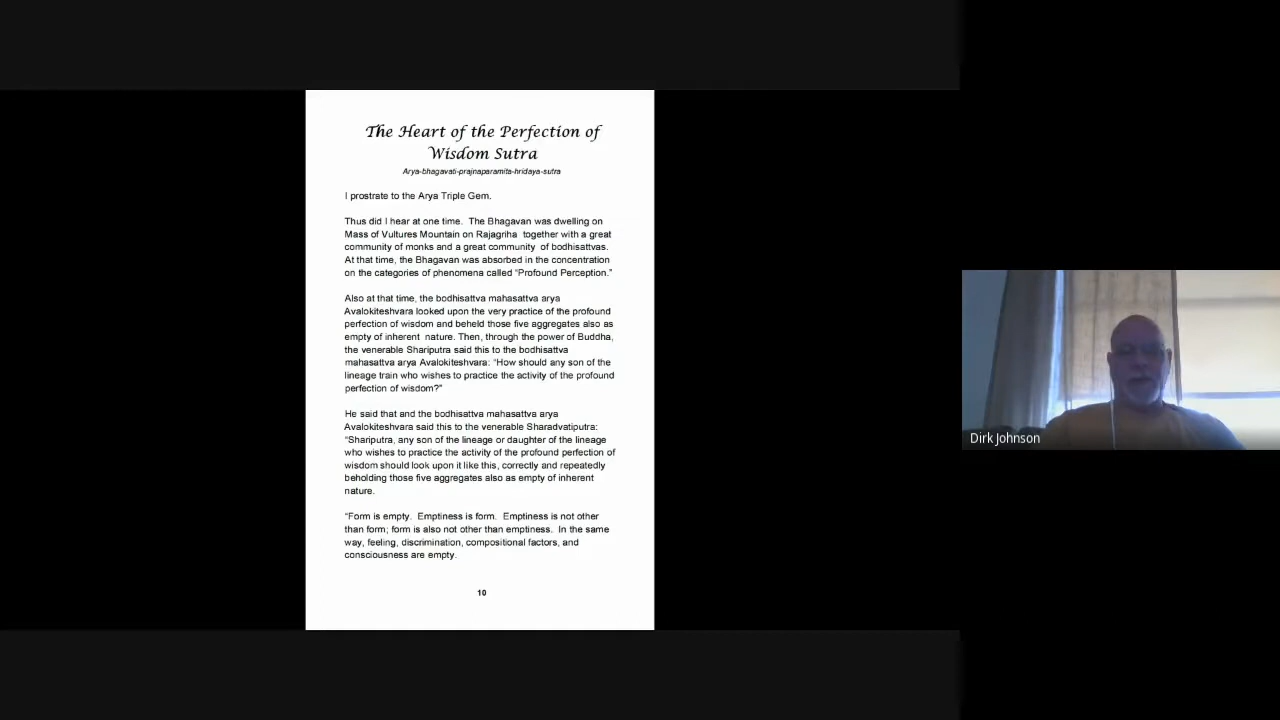 The Heart of the Perfection of
Wisdom Sutra
Arya-bhagavati-prajnaparamita-hridaya-sutra
I prostrate to the Arya Triple Gem.
Thus did I hear at one time.  The Bhagavan was dwelling on
Mass of Vultures Mountain on Rajagriha  together with a great
community of monks and a great community  of bodhisattvas.
At that time, the Bhagavan was absorbed in the concentration
on the categories of phenomena called “Profound Perception.”
Also at that time, the bodhisattva mahasattva arya
Avalokiteshvara looked upon the very practice of the profound
perfection of wisdom and beheld those five aggregates also as
empty of inherent  nature. Then, through the power of Buddha,
the venerable Shariputra said this to the bodhisattva
mahasattva arya Avalokiteshvara: “How should any son of the
lineage train who wishes to practice the activity of the profound
perfection of wisdom?”
He said that and the bodhisattva mahasattva arya
Avalokiteshvara said this to the venerable Sharadvatiputra:
“Shariputra, any son of the lineage or daughter of the lineage
who wishes to practice the activity of the profound perfection of
wisdom should look upon it like this, correctly and repeatedly
beholding those five aggregates also as empty of inherent
nature.
“Form is empty.  Emptiness is form.  Emptiness is not other
than form; form is also not other than emptiness.  In the same
way, feeling, discrimination, compositional factors, and
consciousness are empty.
10
Dirk Johnson